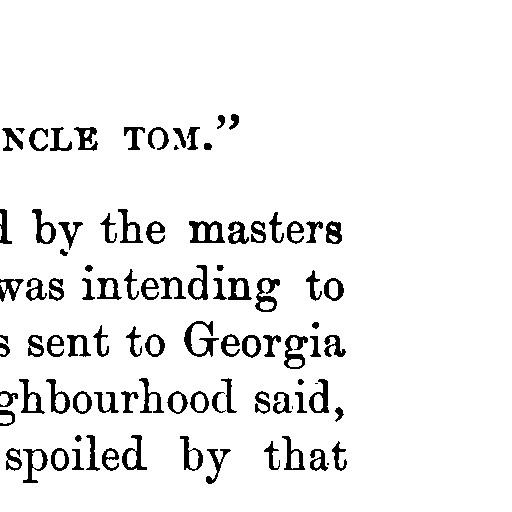 NCLE TOM.”
d by the masters
was intending to
s sent to Georgia
ghbourhood said,
spoiled by that